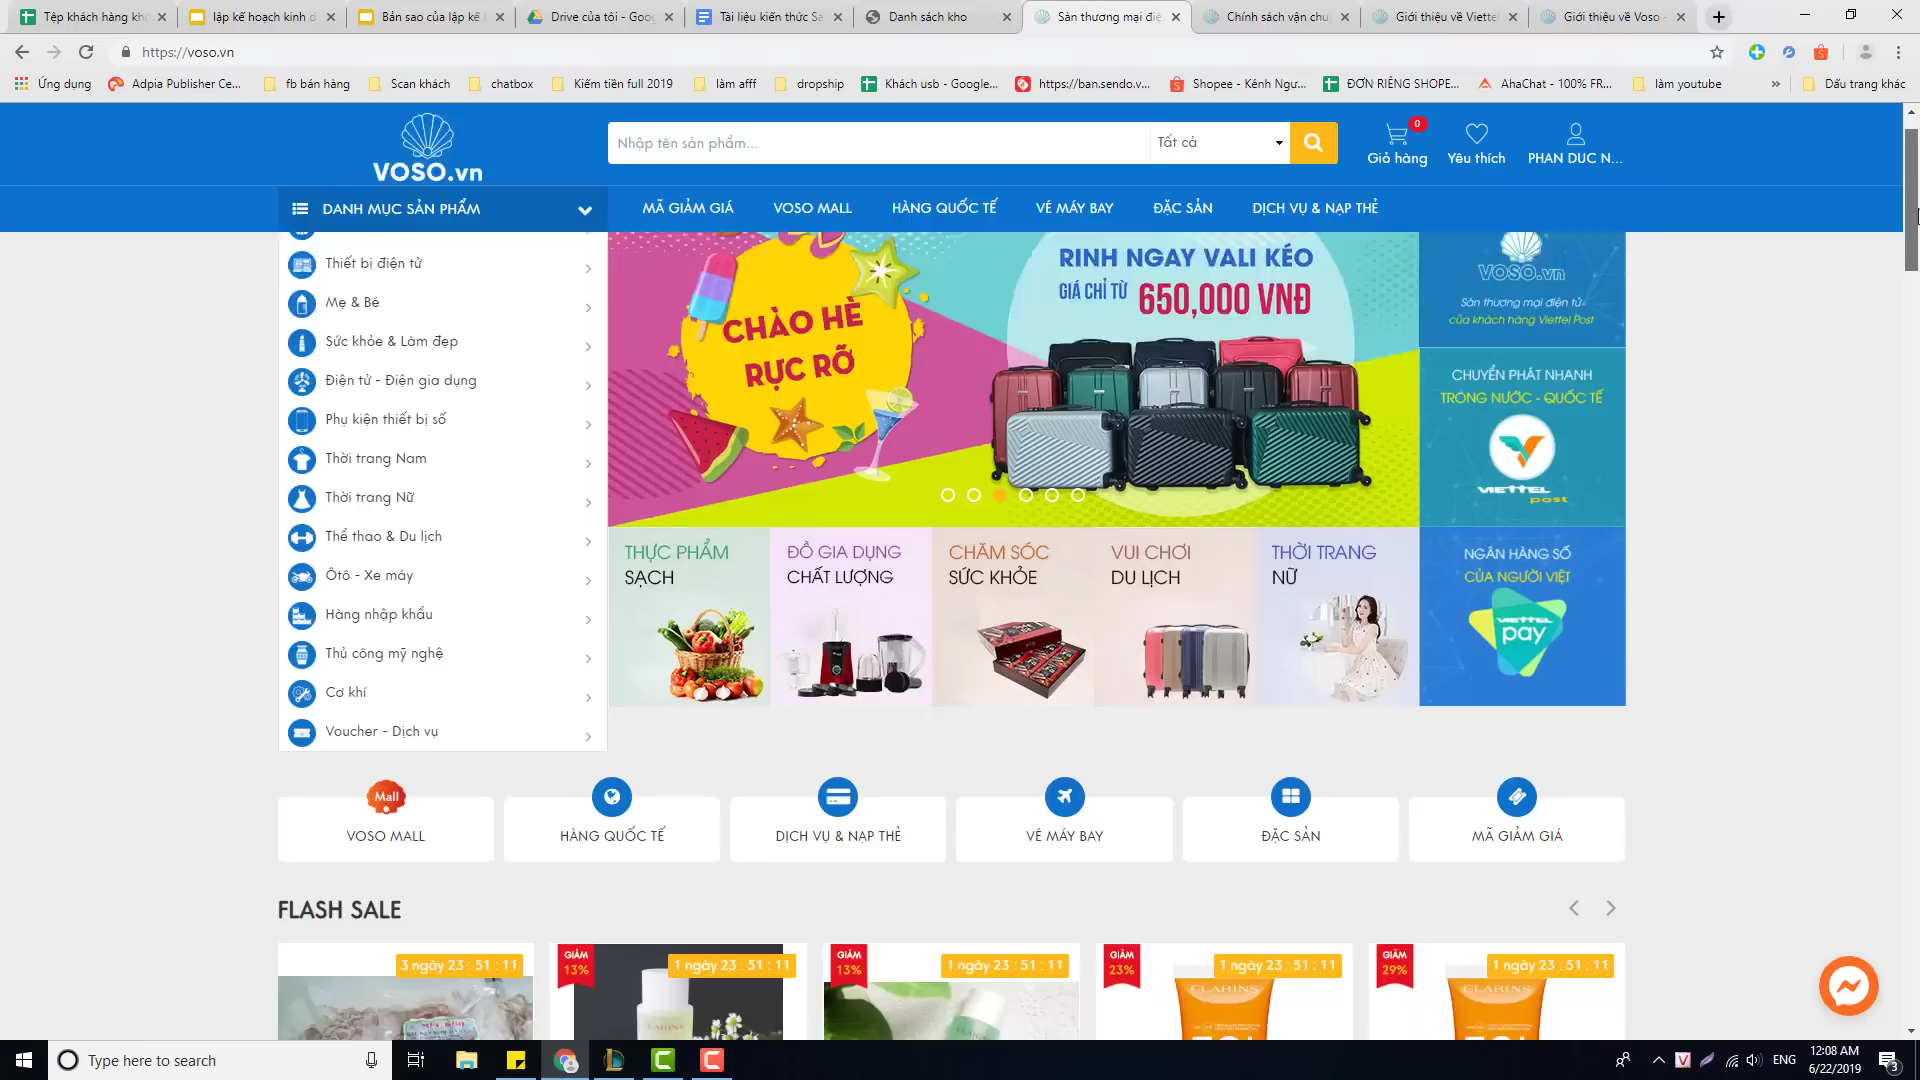 Tệp khách hàng kho
lập kế hoạch kinh d
Bản sao của lập kế
Drive của tôi - Goog
Tài liệu kiến thức Sa
Danh sách kho
Sàn thương mại điệ
Chính sách vận chu
Giới thiệu về Viettel
Giới thiệu về Voso -
https://voso.vn
Ứng dụng
Adpia Publisher Ce...
fb bán hàng
Scan khách
chatbox
Kiếm tiền full 2019
làm afff
dropship
Khách usb - Google...
https://ban.sendo.v...
Shopee - Kênh Ngư...
ĐƠN RIÊNG SHOPE...
AhaChat - 100% FR...
làm youtube
»
Dấu trang khác
VOSO.vn
Nhập tên sản phẩm...
Tất cả
0
Giỏ hàng
Yêu thích
PHAN DUC N...
DANH MỤC SẢN PHẨM
MÃ GIẢM GIÁ
VOSO MALL
HÀNG QUỐC TẾ
VÉ MÁY BAY
ĐẶC SẢN
DỊCH VỤ & NẠP THẺ
Thiết bị điện tử
Mẹ & Bé
Sức khỏe & Làm đẹp
Điện tử - Điện gia dụng
Phụ kiện thiết bị số
Thời trang Nam
Thời trang Nữ
Thể thao & Du lịch
Ôtô - Xe máy
Hàng nhập khẩu
Thủ công mỹ nghệ
Cơ khí
Voucher - Dịch vụ
CHÀO HÈ
RỰC RỠ
RINH NGAY VALI KÉO
GIÁ CHỈ TỪ 650,000 VNĐ
VOSO.vn
Sàn thương mại điện tử
của khách hàng Viettel Post
CHUYỂN PHÁT NHANH
TRONG NƯỚC - QUỐC TẾ
VIETTEL
post
NGÂN HÀNG SỐ
CỦA NGƯỜI VIỆT
VIETTEL
pay
THỰC PHẨM
SẠCH
ĐỒ GIA DỤNG
CHẤT LƯỢNG
CHĂM SÓC
SỨC KHỎE
VUI CHƠI
DU LỊCH
THỜI TRANG
NỮ
Mall
VOSO MALL
HÀNG QUỐC TẾ
DỊCH VỤ & NẠP THẺ
VÉ MÁY BAY
ĐẶC SẢN
MÃ GIẢM GIÁ
FLASH SALE
3 ngày 23 : 51 : 11
GIẢM
13%
1 ngày 23 : 51 : 11
CLARINS
GIẢM
13%
1 ngày 23 : 51 : 11
GIẢM
23%
1 ngày 23 : 51 : 11
CLARINS
GIẢM
29%
1 ngày 23 : 51 : 11
CLARINS
Type here to search
V
ENG
12:08 AM
6/22/2019
3